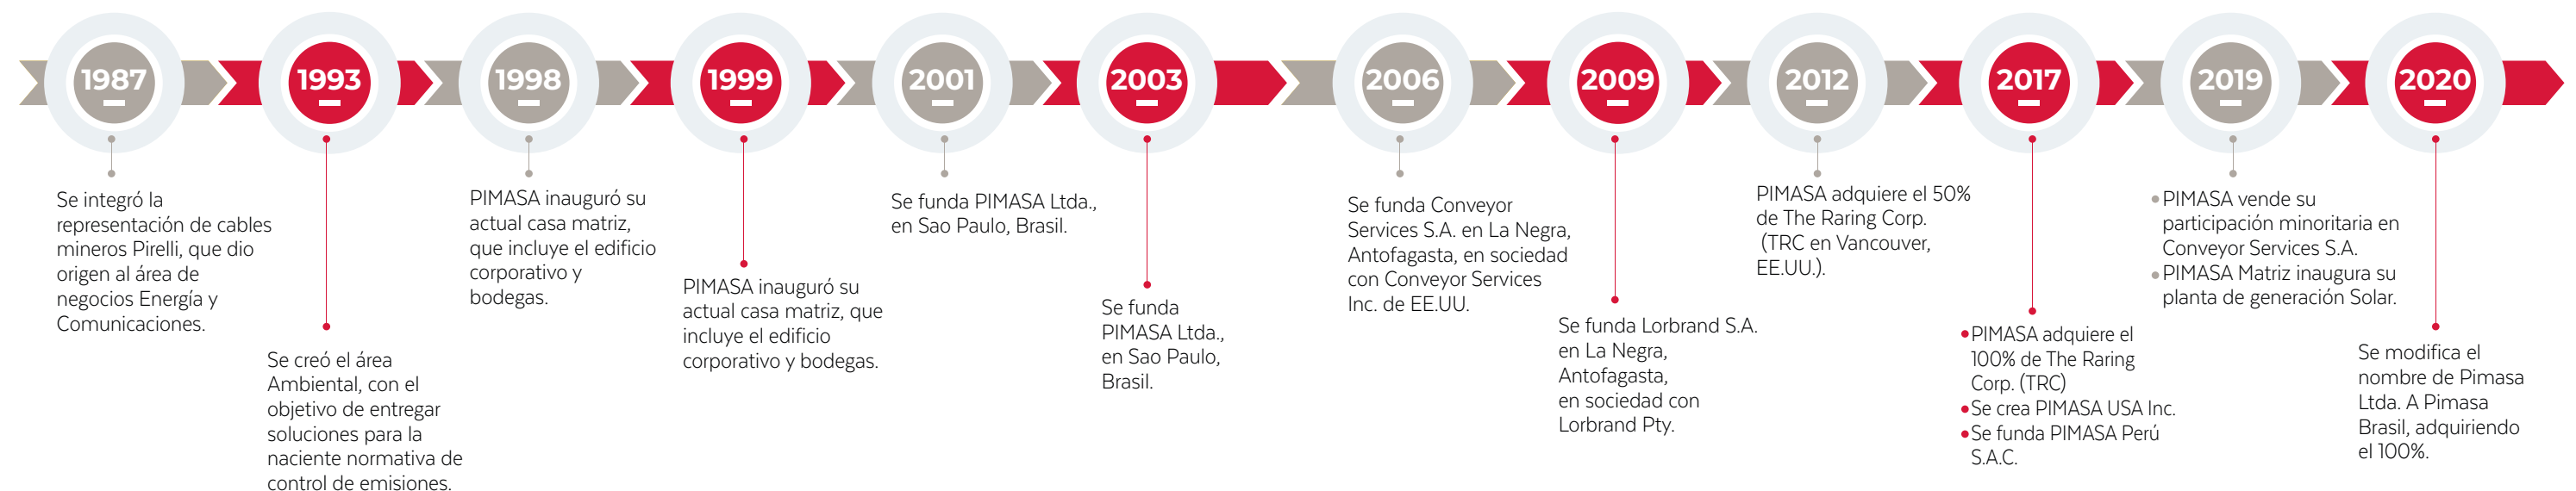 1987
Se integró la
representación de cables
mineros Pirelli, que dio
origen al área de
negocios Energía y
Comunicaciones.
1993
Se creó el área
Ambiental, con el
objetivo de entregar
soluciones para la
naciente normativa de
control de emisiones.
1998
PIMASA inauguró su
actual casa matriz,
que incluye el edificio
corporativo y
bodegas.
1999
PIMASA inauguró su
actual casa matriz, que
incluye el edificio
corporativo y bodegas.
2001
Se funda PIMASA Ltda.,
en Sao Paulo, Brasil.
2003
Se funda
PIMASA Ltda.,
en Sao Paulo,
Brasil.
2006
Se funda Conveyor
Services S.A. en La Negra,
Antofagasta, en sociedad
con Conveyor Services
Inc. de EE.UU.
2009
Se funda Lorbrand S.A.
en La Negra,
Antofagasta,
en sociedad con
Lorbrand Pty.
2012
PIMASA adquiere el 50%
de The Raring Corp.
(TRC en Vancouver,
EE.UU.).
2017
•PIMASA adquiere el
100% de The Raring
Corp. (TRC)
•Se crea PIMASA USA Inc.
•Se funda PIMASA Perú
S.A.C.
2019
•PIMASA vende su
participación minoritaria en
Conveyor Services S.A.
•PIMASA Matriz inaugura su
planta de generación Solar.
2020
Se modifica el
nombre de Pimasa
Ltda. A Pimasa
Brasil, adquiriendo
el 100%.